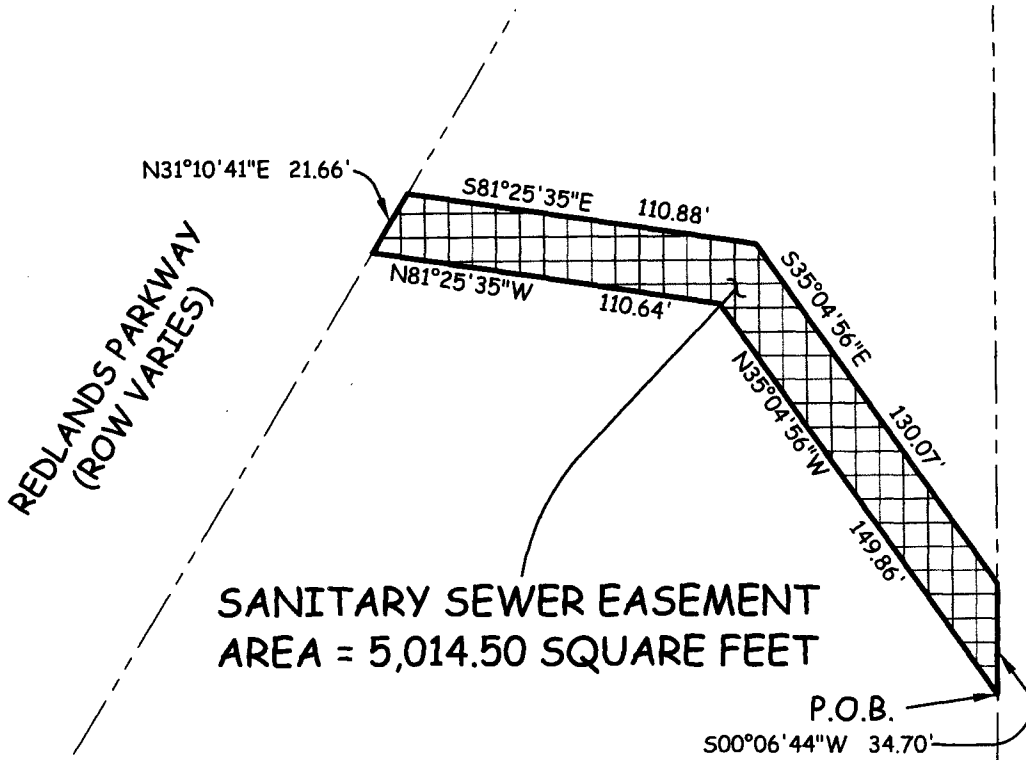 N31°10'41"E 21.66'
S81°25'35"E 110.88'
REDLANDS PARKWAY
(ROW VARIES)
N81°25'35"W 110.64'
S35°04'56"E 130.07'
N35°04'56"W 149.86'
SANITARY SEWER EASEMENT
AREA = 5,014.50 SQUARE FEET
P.O.B.
S00°06'44"W 34.70'